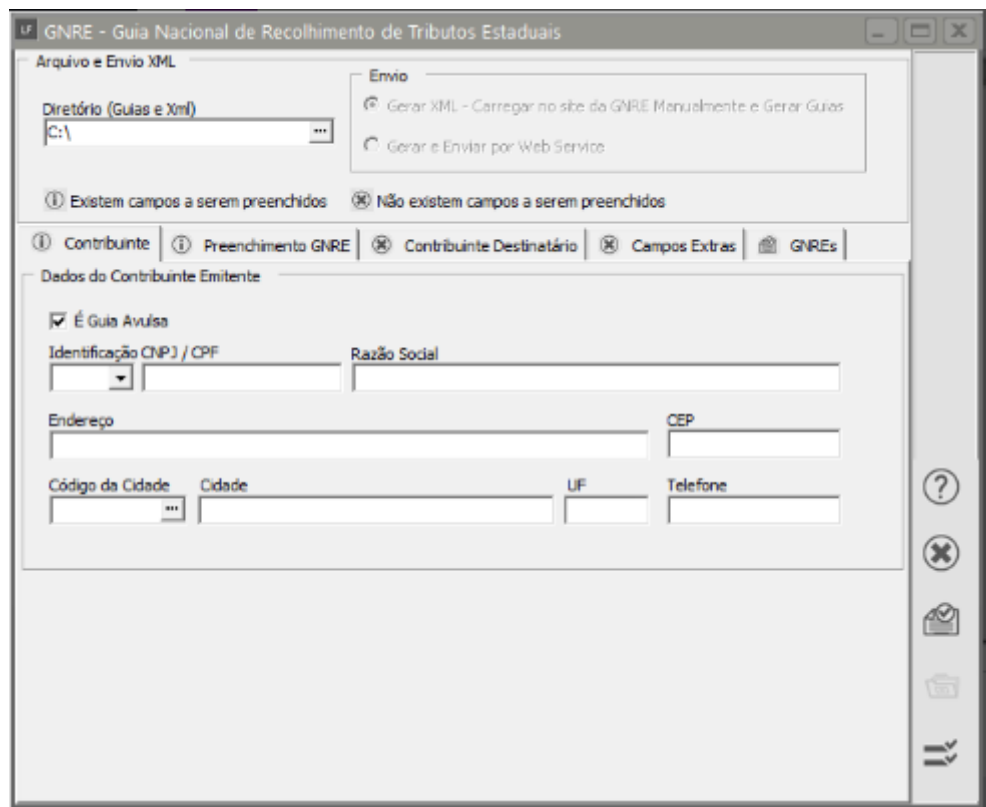 LF GNRE - Guia Nacional de Recolhimento de Tributos Estaduais
Arquivo e Envio XML
Diretório (Guias e Xml)
C:\
Envio
Gerar XML - Carregar no site da GNRE Manualmente e Gerar Guias
Gerar e Enviar por Web Service
Existem campos a serem preenchidos
Não existem campos a serem preenchidos
Contribuinte
Preenchimento GNRE
Contribuinte Destinatário
Campos Extras
GNREs
Dados do Contribuinte Emitente
É Guia Avulsa
Identificação CNPJ / CPF
Razão Social
Endereço
CEP
Código da Cidade
Cidade
UF
Telefone